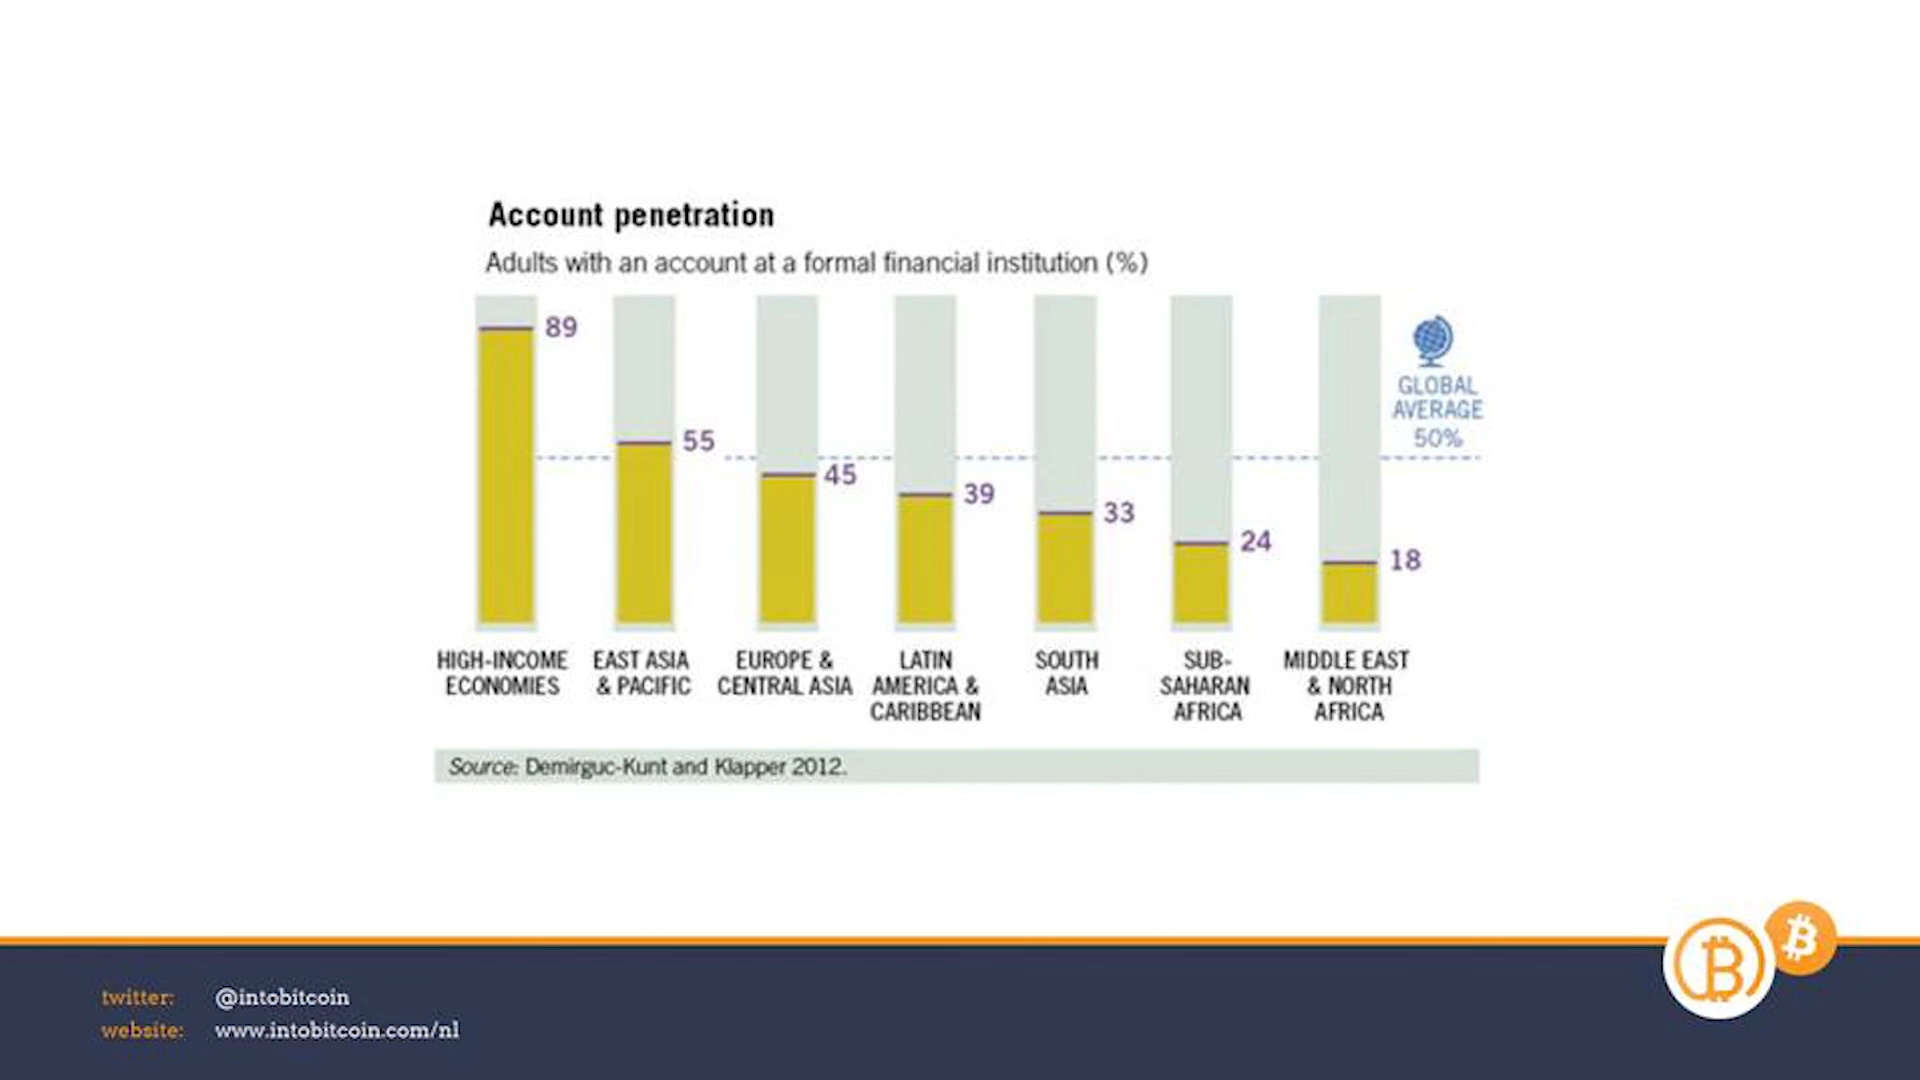 Account penetration
Adults with an account at a formal financial institution (%)
89
55
45
39
33
24
18
GLOBAL
AVERAGE
50%
HIGH-INCOME
ECONOMIES
EAST ASIA
& PACIFIC
EUROPE &
CENTRAL ASIA
LATIN
AMERICA &
CARIBBEAN
SOUTH
ASIA
SUB-
SAHARAN
AFRICA
MIDDLE EAST
& NORTH
AFRICA
Source: Demirguc-Kunt and Klapper 2012.
twitter: @intobitcoin
website: www.intobitcoin.com/nl